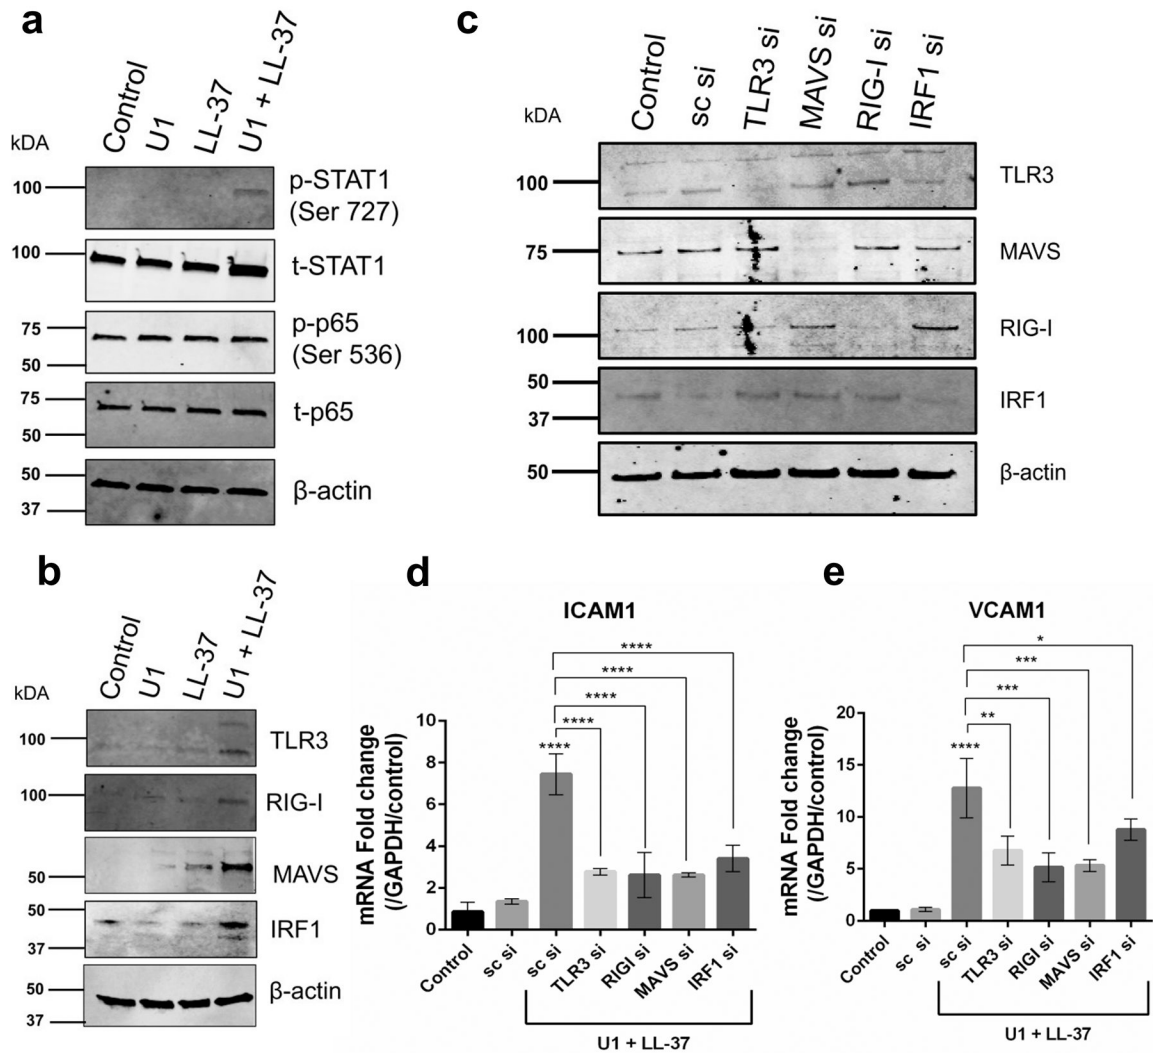 a
Control
U1
LL-37
U1 + LL-37
kDA
100
p-STAT1
(Ser 727)
100
t-STAT1
75
50
p-p65
(Ser 536)
75
50
t-p65
50
37
β-actin
c
Control
sc si
TLR3 si
MAVS si
RIG-I si
IRF1 si
kDA
100
TLR3
75
MAVS
100
RIG-I
50
37
IRF1
50
β-actin
b
Control
U1
LL-37
U1 + LL-37
kDA
100
TLR3
100
RIG-I
50
MAVS
50
37
IRF1
50
37
β-actin
d
ICAM1
mRNA Fold change
(/GAPDH/control)
10
8
6
4
2
0
****
****
****
****
****
Control
sc si
sc si
TLR3 si
RIGI si
MAVS si
IRF1 si
U1 + LL-37
e
VCAM1
mRNA Fold change
(/GAPDH/control)
20
15
10
5
0
*
***
***
**
****
Control
sc si
sc si
TLR3 si
RIGI si
MAVS si
IRF1 si
U1 + LL-37